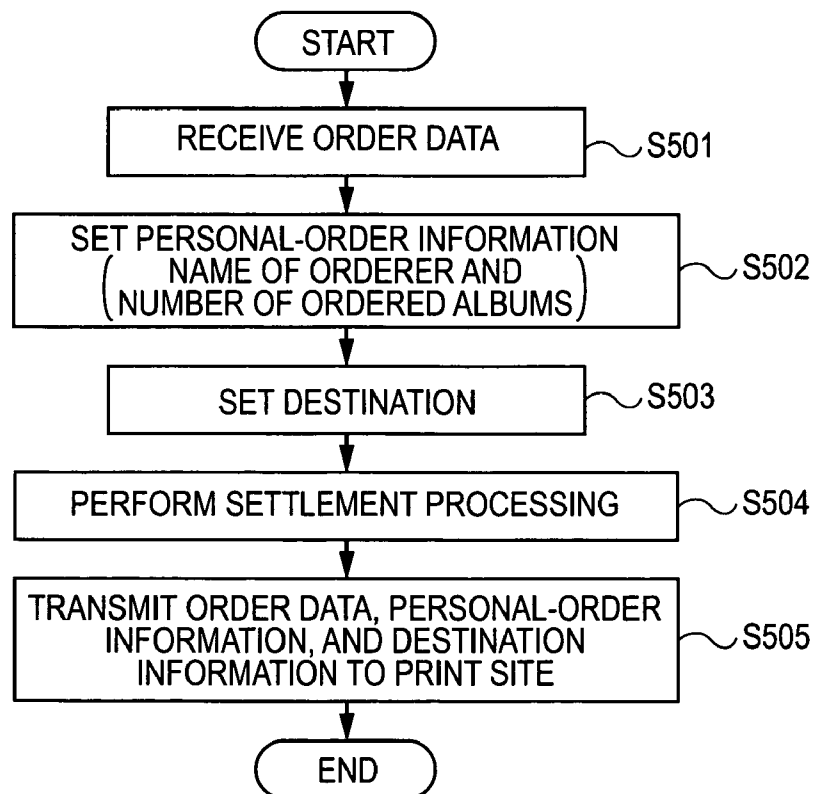 START
RECEIVE ORDER DATA
S501
SET PERSONAL-ORDER INFORMATION
(NAME OF ORDERER AND
NUMBER OF ORDERED ALBUMS)
S502
SET DESTINATION
S503
PERFORM SETTLEMENT PROCESSING
S504
TRANSMIT ORDER DATA, PERSONAL-ORDER
INFORMATION, AND DESTINATION
INFORMATION TO PRINT SITE
S505
END